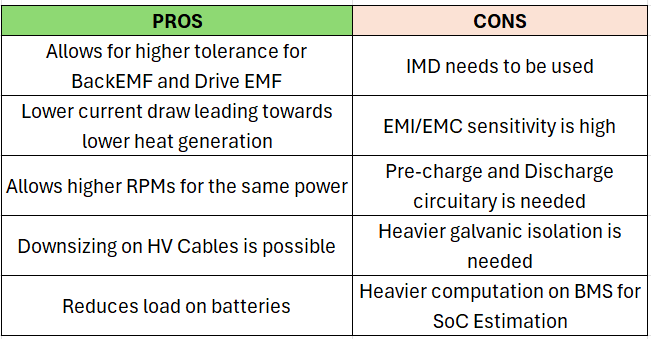 PROS
CONS
Allows for higher tolerance for
BackEMF and Drive EMF
IMD needs to be used
Lower current draw leading towards
lower heat generation
EMI/EMC sensitivity is high
Allows higher RPMs for the same power
Pre-charge and Discharge
circuitary is needed
Downsizing on HV Cables is possible
Heavier galvanic isolation is
needed
Reduces load on batteries
Heavier computation on BMS for
SoC Estimation